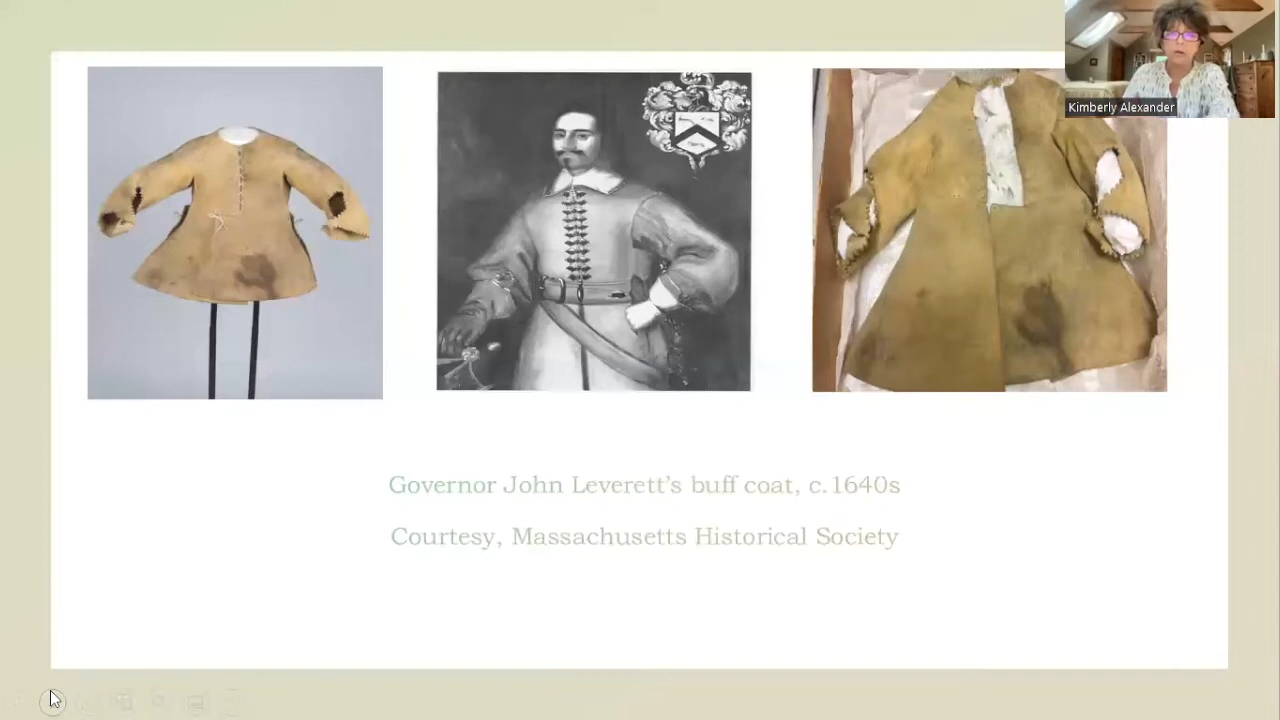 Kimberly Alexander
Governor John Leverett’s buff coat, c.1640s
Courtesy, Massachusetts Historical Society